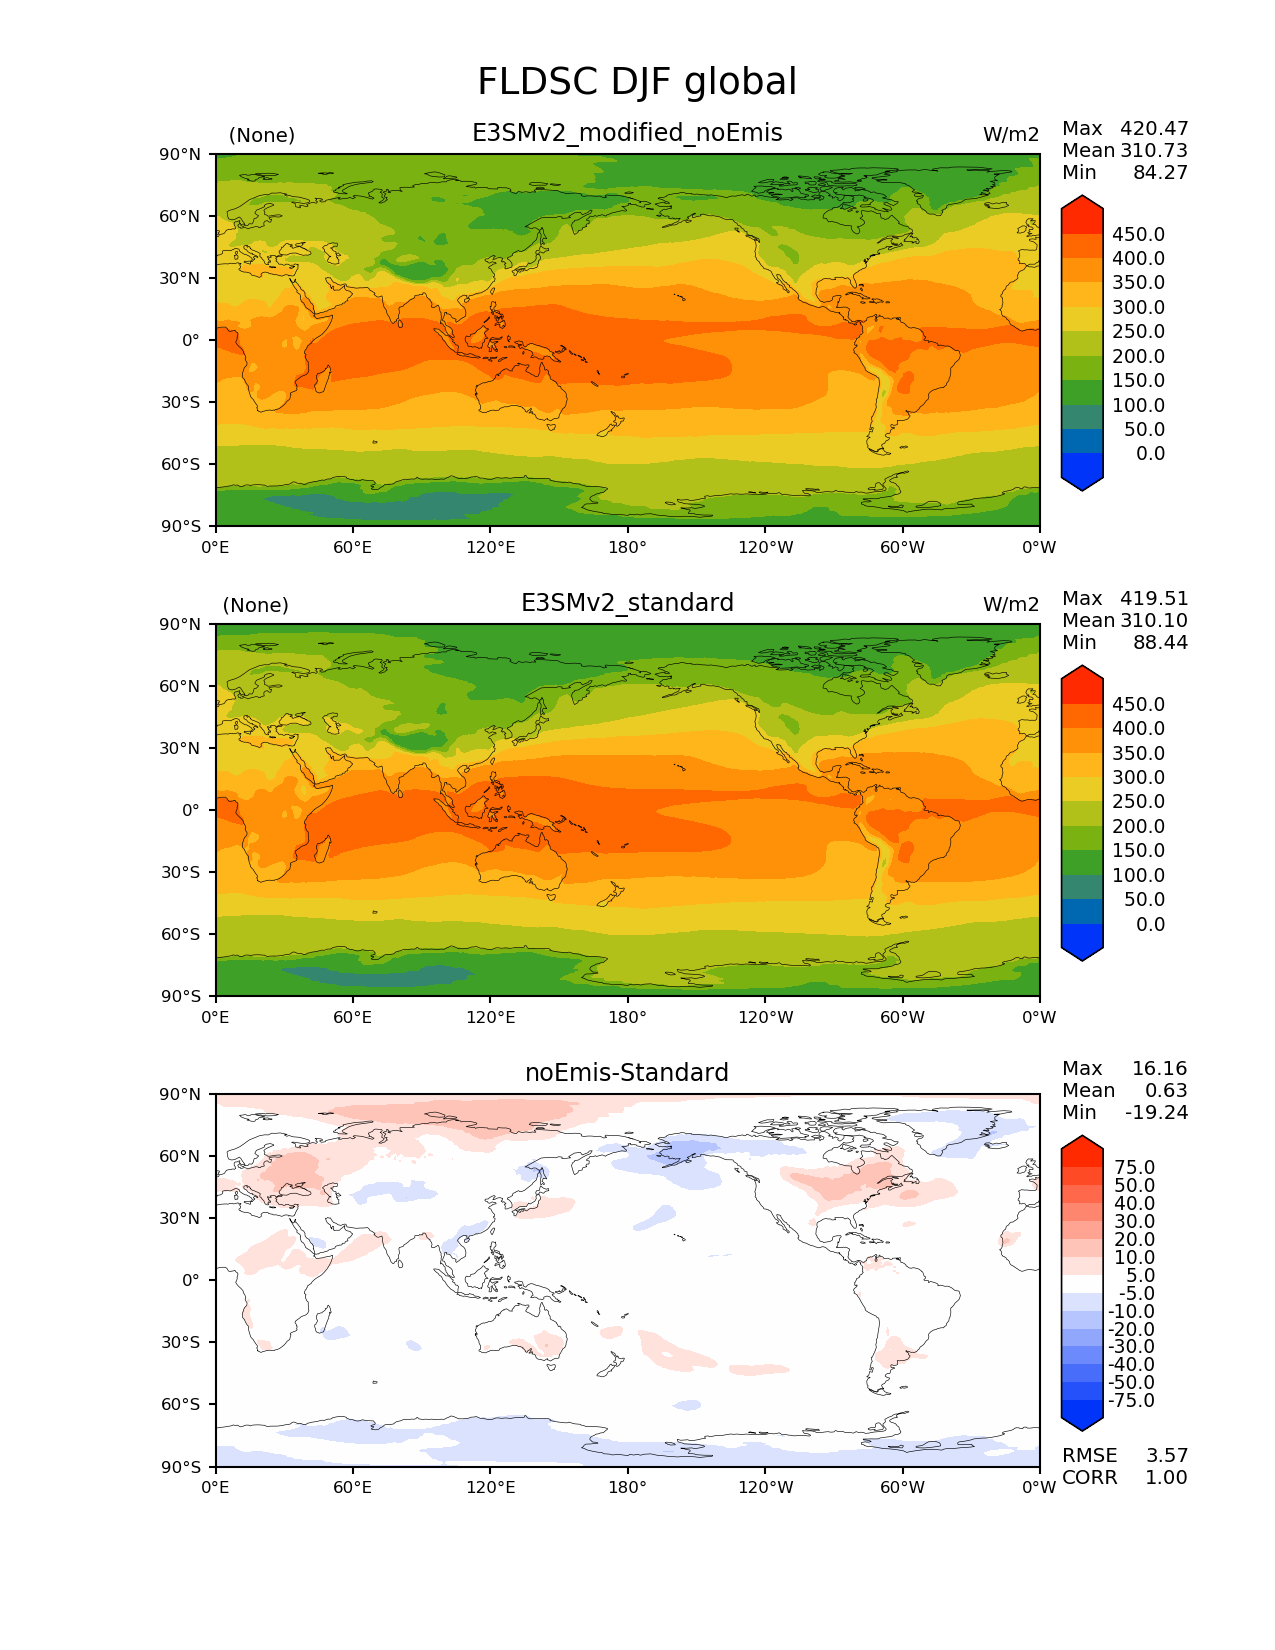 FLDSC DJF global
(None) E3SMv2_modified_noEmis W/m2
Max 420.47
Mean 310.73
Min 84.27
90°N
60°N
30°N
0°
30°S
60°S
90°S
0°E 60°E 120°E 180° 120°W 60°W 0°W
450.0
400.0
350.0
300.0
250.0
200.0
150.0
100.0
50.0
0.0
(None) E3SMv2_standard W/m2
Max 419.51
Mean 310.10
Min 88.44
90°N
60°N
30°N
0°
30°S
60°S
90°S
0°E 60°E 120°E 180° 120°W 60°W 0°W
450.0
400.0
350.0
300.0
250.0
200.0
150.0
100.0
50.0
0.0
noEmis-Standard
Max 16.16
Mean 0.63
Min -19.24
90°N
60°N
30°N
0°
30°S
60°S
90°S
0°E 60°E 120°E 180° 120°W 60°W 0°W
75.0
50.0
40.0
30.0
20.0
10.0
5.0
-5.0
-10.0
-20.0
-30.0
-40.0
-50.0
-75.0
RMSE 3.57
CORR 1.00